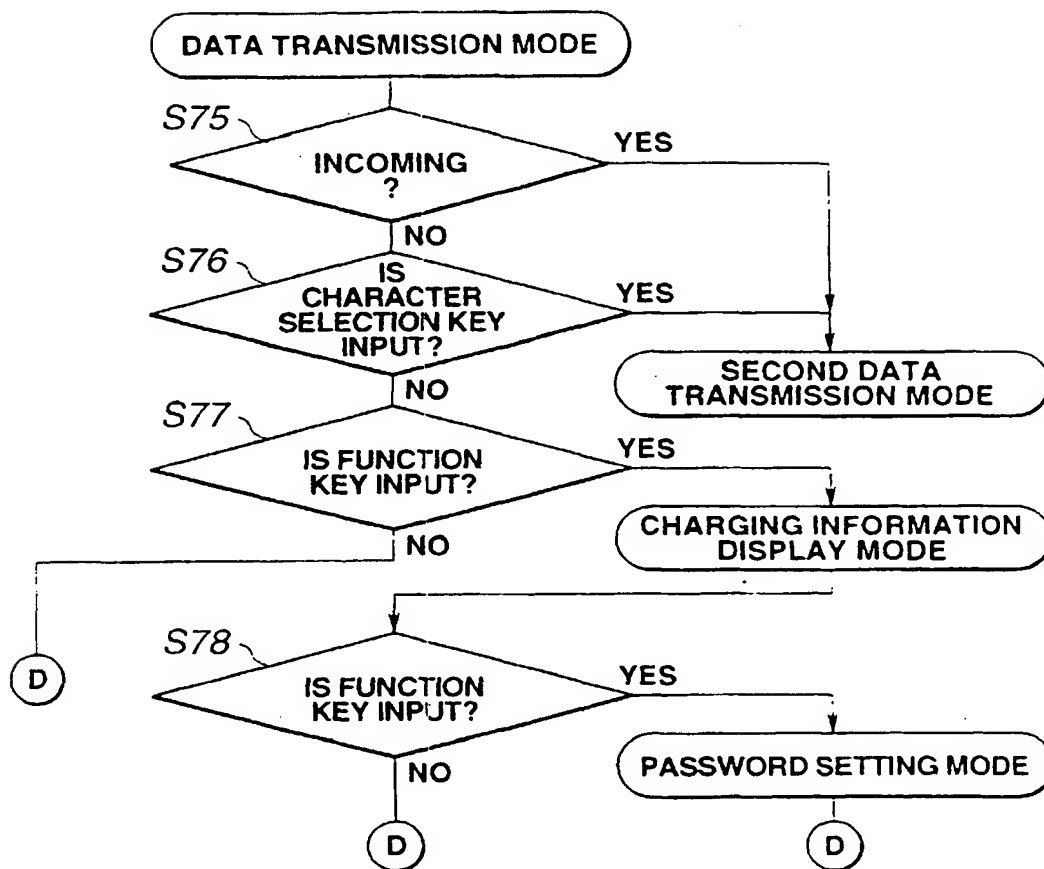 DATA TRANSMISSION MODE
S75
INCOMING
?
YES
NO
S76
IS
CHARACTER
SELECTION KEY
INPUT?
YES
SECOND DATA
TRANSMISSION MODE
NO
S77
IS FUNCTION
KEY INPUT?
YES
CHARGING INFORMATION
DISPLAY MODE
NO
D
S78
IS FUNCTION
KEY INPUT?
YES
PASSWORD SETTING MODE
NO
D
D